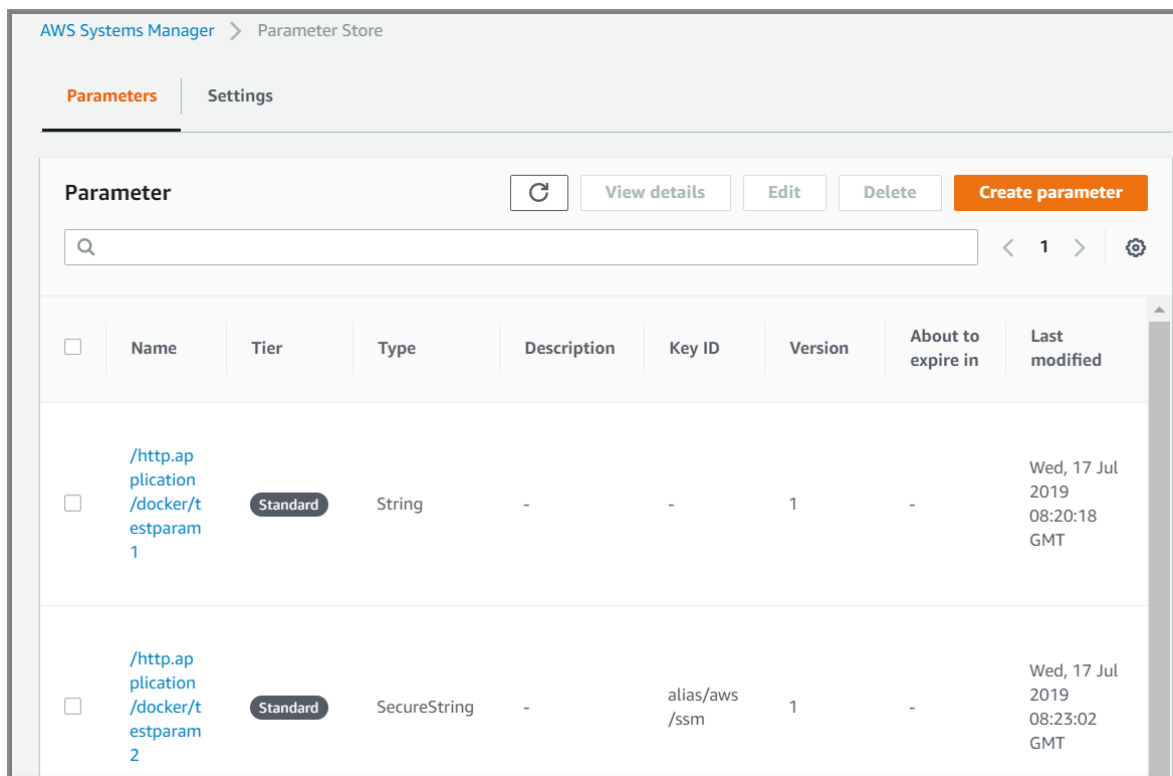 AWS Systems Manager > Parameter Store
Parameters Settings
Parameter View details Edit Delete Create parameter
1
Name Tier Type Description Key ID Version About to Last
expire in modified
/http.ap
plication
/docker/t
estparam
1
Standard String - - 1 -
Wed, 17 Jul
2019
08:20:18
GMT
/http.ap
plication
/docker/t
estparam
2
Standard SecureString -
alias/aws
/ssm
1 -
Wed, 17 Jul
2019
08:23:02
GMT